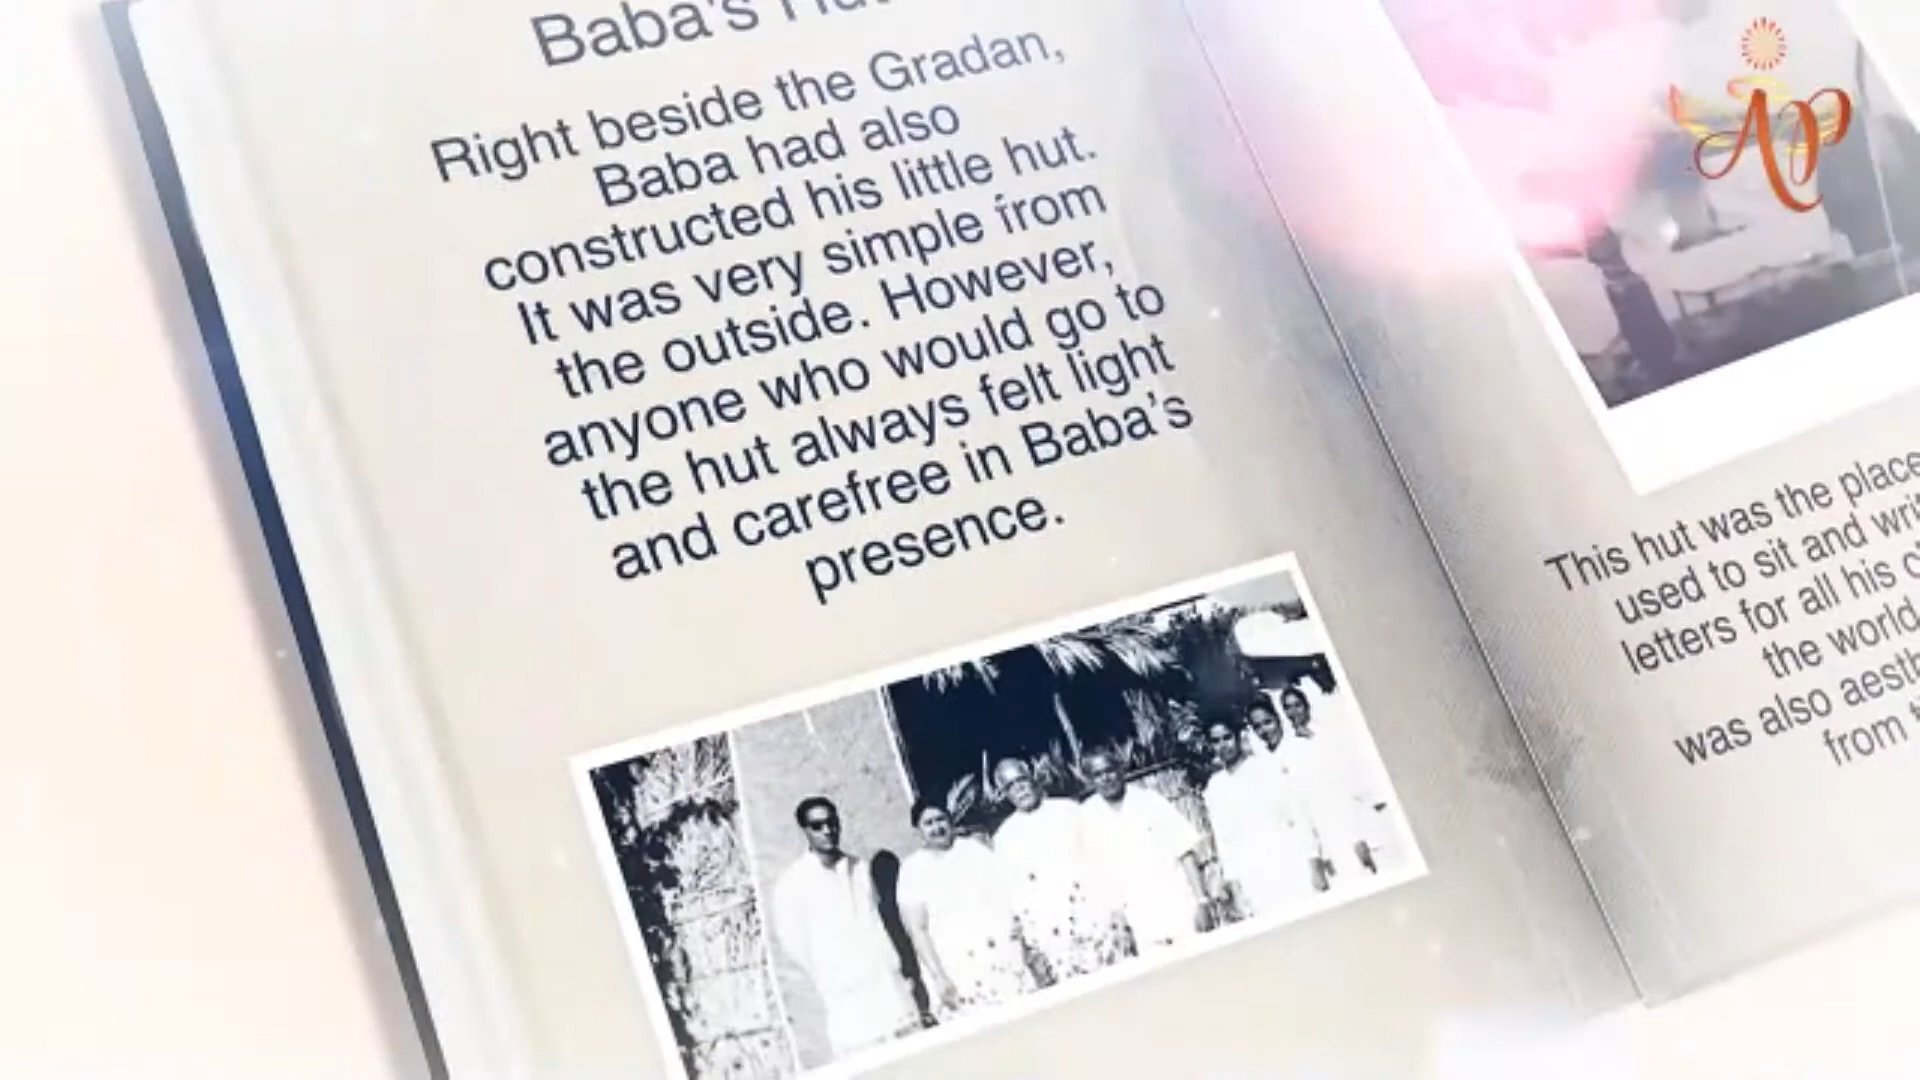 Baba's Hut
Right beside the Gradan,
Baba had also
constructed his little hut.
It was very simple from
the outside. However,
anyone who would go to
the hut always felt light
and carefree in Baba's
presence.
AP
This hut was the place
used to sit and
letters for all his
the world
was also
from